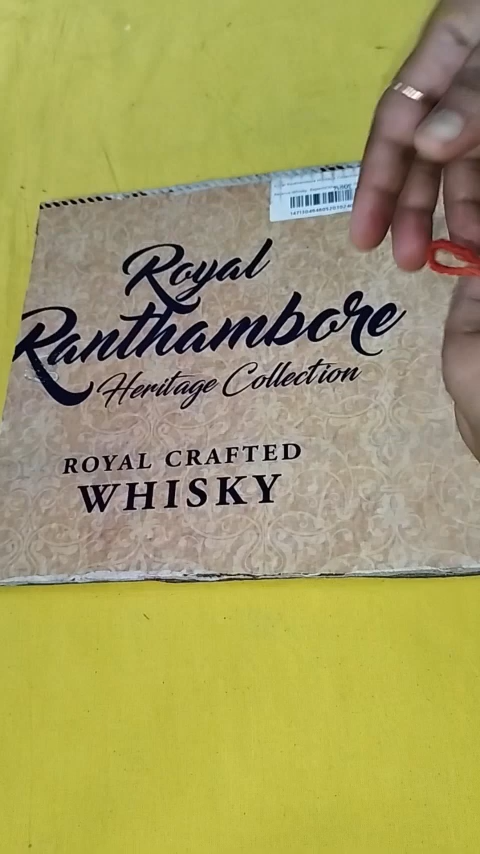 Royal
Ranthambore
Heritage Collection
ROYAL CRAFTED
WHISKY